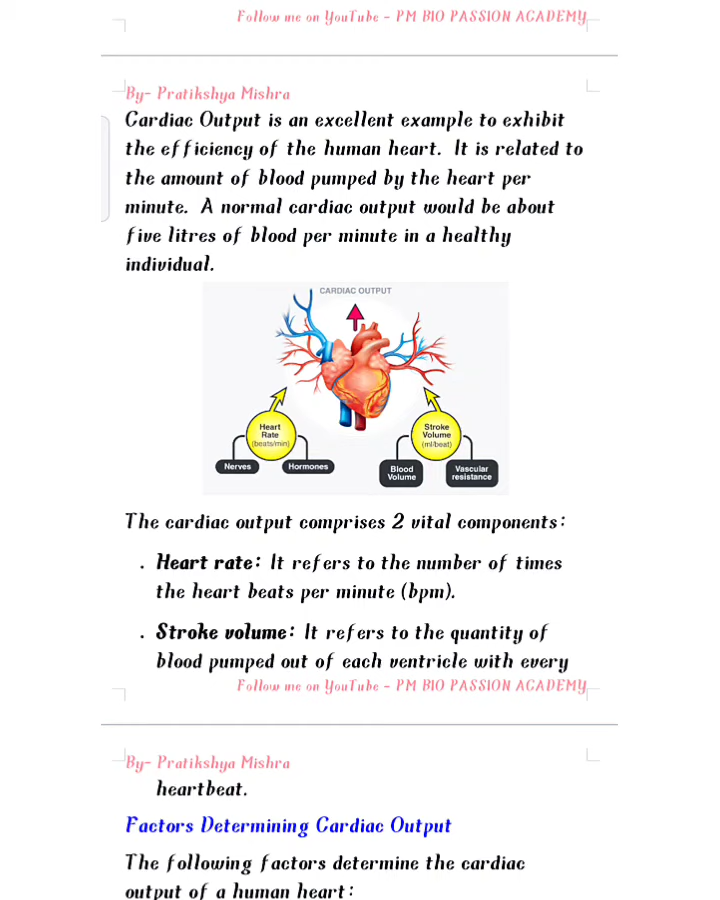 Follow me on YouTube - PM BIO PASSION ACADEMY
By- Pratikshya Mishra
Cardiac Output is an excellent example to exhibit
the efficiency of the human heart. It is related to
the amount of blood pumped by the heart per
minute. A normal cardiac output would be about
five litres of blood per minute in a healthy
individual.
CARDIAC OUTPUT
Heart
Rate
(beats/min)
Nerves
Hormones
Stroke
Volume
(ml/beat)
Blood
Volume
Vascular
resistance
The cardiac output comprises 2 vital components:
. Heart rate: It refers to the number of times
the heart beats per minute (bpm).
. Stroke volume: It refers to the quantity of
blood pumped out of each ventricle with every
Follow me on YouTube - PM BIO PASSION ACADEMY
By- Pratikshya Mishra
heartbeat.
Factors Determining Cardiac Output
The following factors determine the cardiac
output of a human heart: